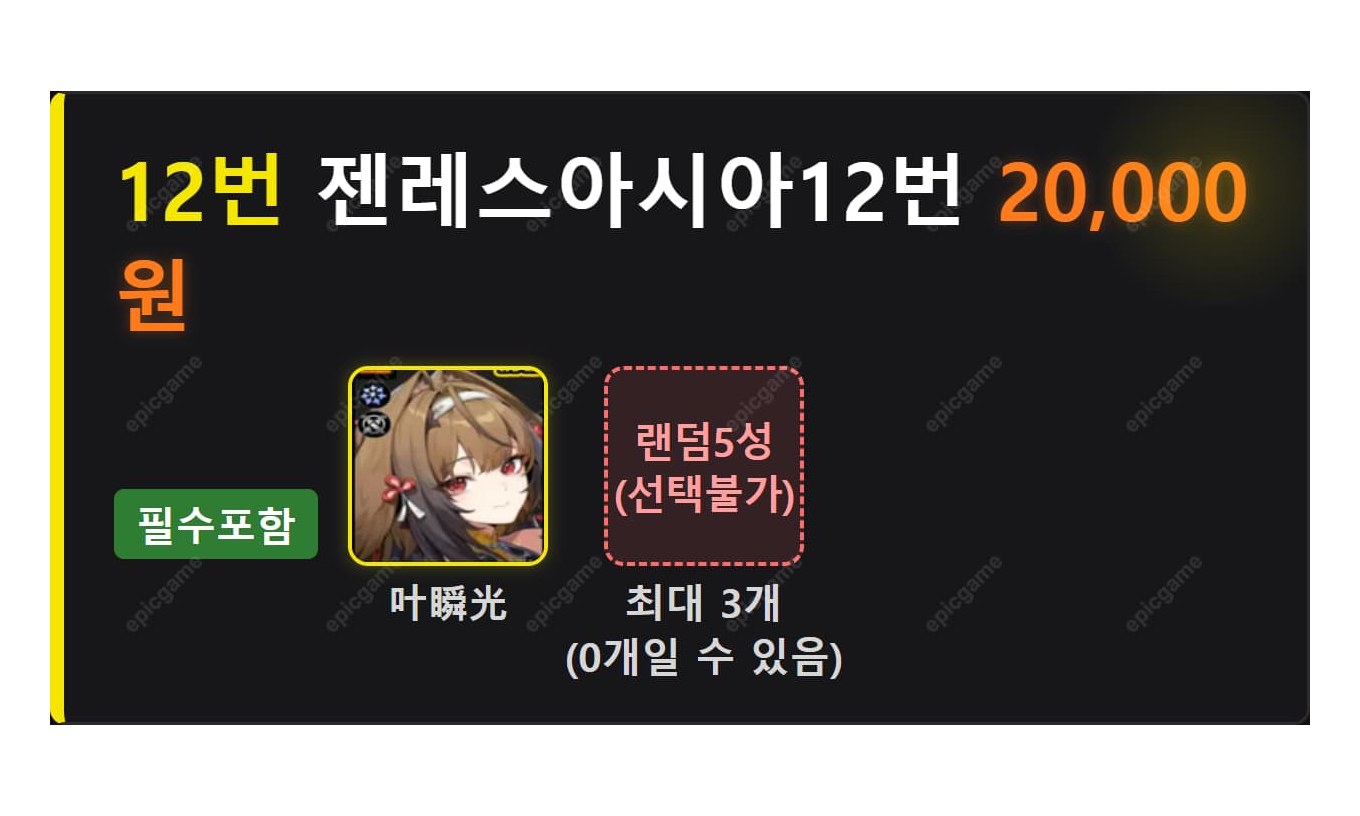 12번 젠레스아시아12번 20,000
원
필수포함
叶瞬光
랜덤5성
(선택불가)
최대 3개
(0개일 수 있음)
epicgame